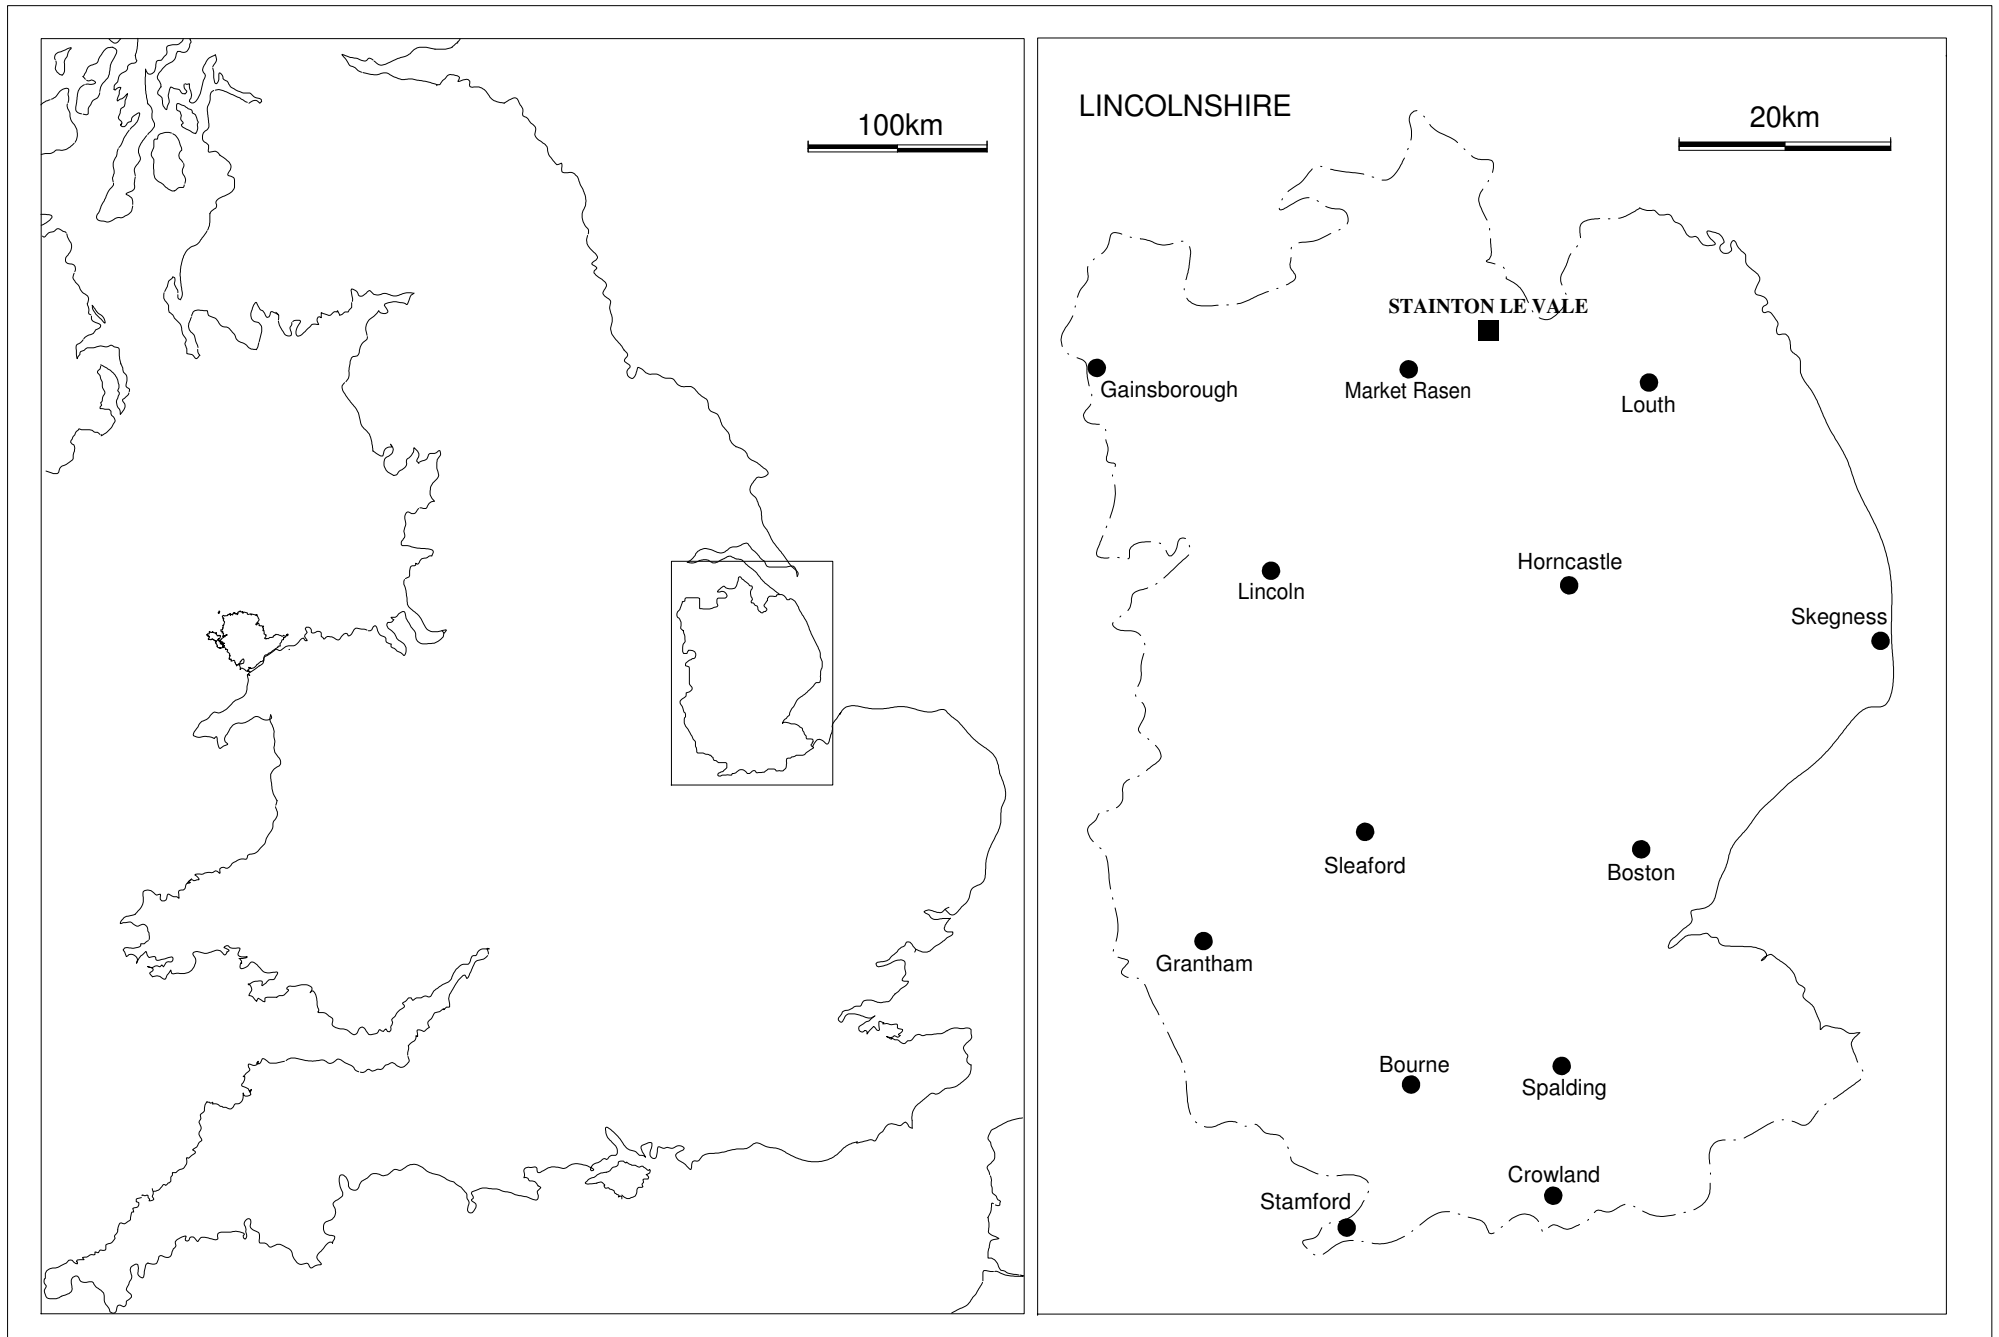 100km
LINCOLNSHIRE
20km
STAINTON LE VALE
Gainsborough
Market Rasen
Louth
Horncastle
Lincoln
Skegness
Sleaford
Boston
Grantham
Bourne
Spalding
Crowland
Stamford